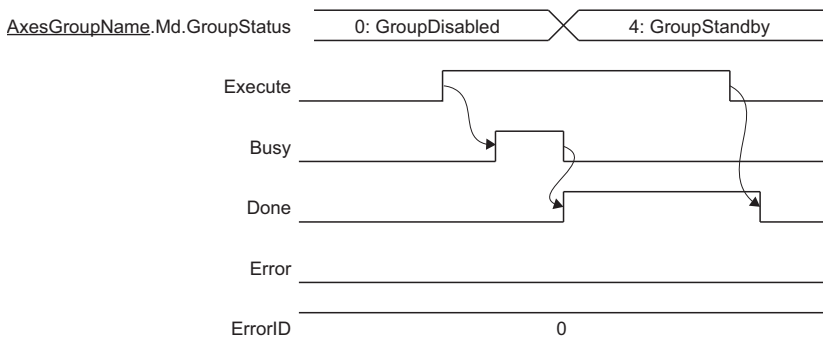 AxesGroupName.Md.GroupStatus 0: GroupDisabled 4: GroupStandby
Execute
Busy
Done
Error
ErrorID 0